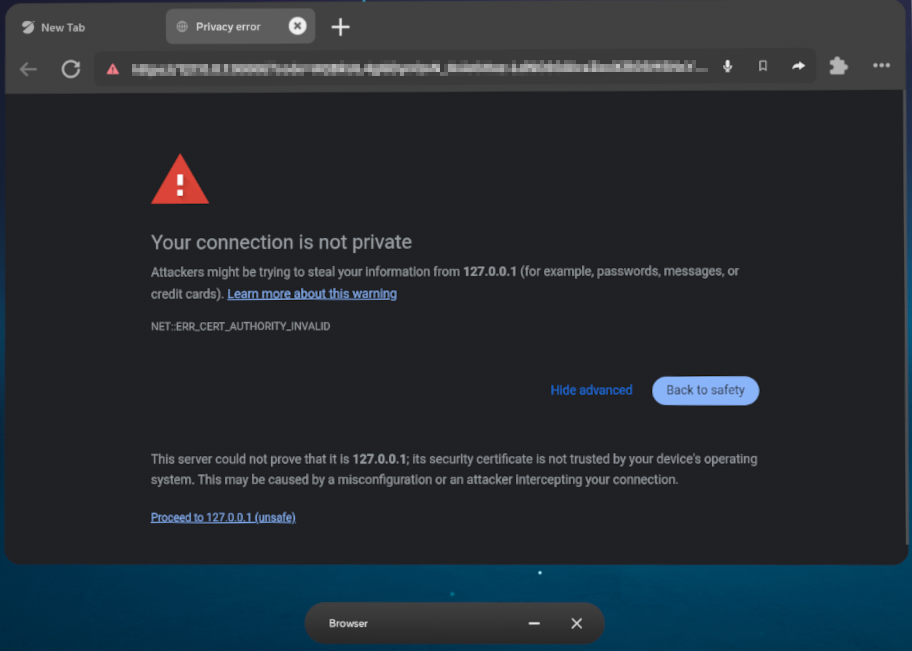 New Tab
Privacy error
Your connection is not private
Attackers might be trying to steal your information from 127.0.0.1 (for example, passwords, messages, or
credit cards). Learn more about this warning
NET::ERR_CERT_AUTHORITY_INVALID
Hide advanced
Back to safety
This server could not prove that it is 127.0.0.1; its security certificate is not trusted by your device's operating
system. This may be caused by a misconfiguration or an attacker intercepting your connection.
Proceed to 127.0.0.1 (unsafe)
Browser